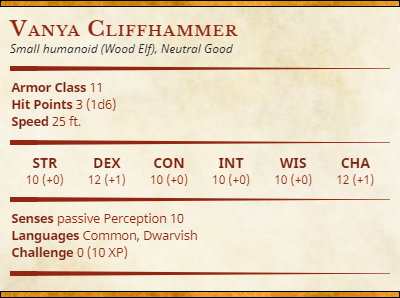 Vanya Cliffhammer
Small humanoid (Wood Elf), Neutral Good
Armor Class 11
Hit Points 3 (1d6)
Speed 25 ft.
STR DEX CON INT WIS CHA
10 (+0) 12 (+1) 10 (+0) 10 (+0) 10 (+0) 12 (+1)
Senses passive Perception 10
Languages Common, Dwarvish
Challenge 0 (10 XP)